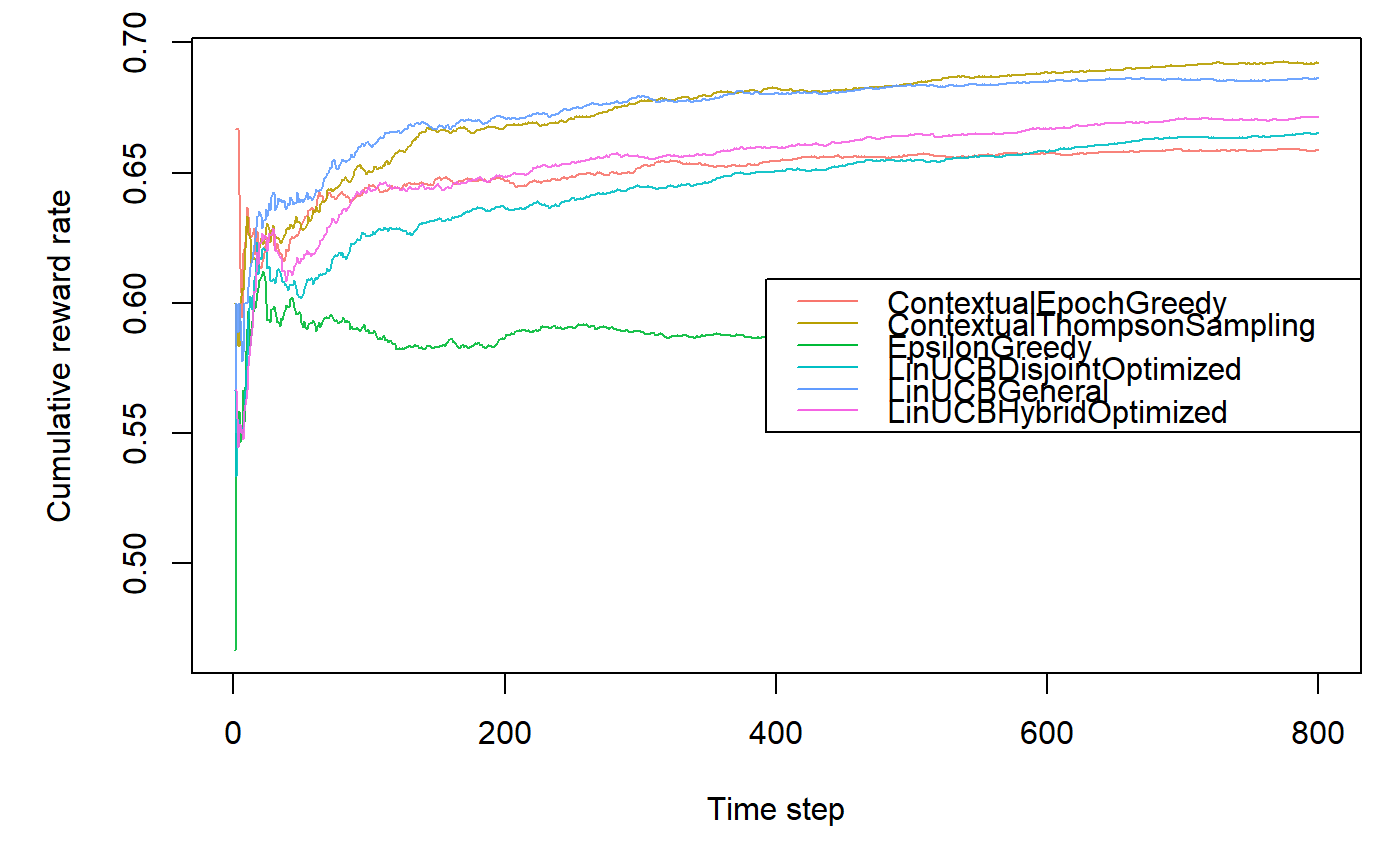 0.70
0.65
0.60
0.55
0.50
Cumulative reward rate
ContextualEpochGreedy
ContextualThompsonSampling
EpsilonGreedy
LinUCBDisjointOptimized
LinUCBGeneral
LinUCBHybridOptimized
0 200 400 600 800
Time step